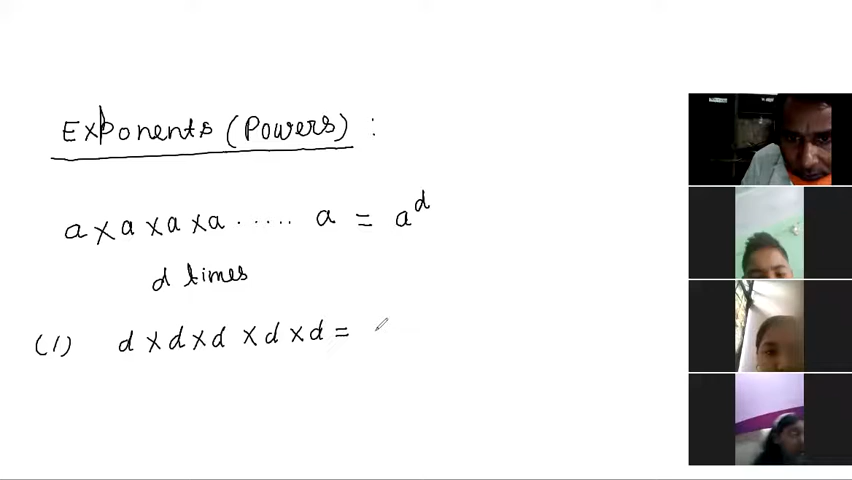 Exponents (Powers) :
a × a × a × a ..... a = a^d
d times
(1) d × d × d × d × d =